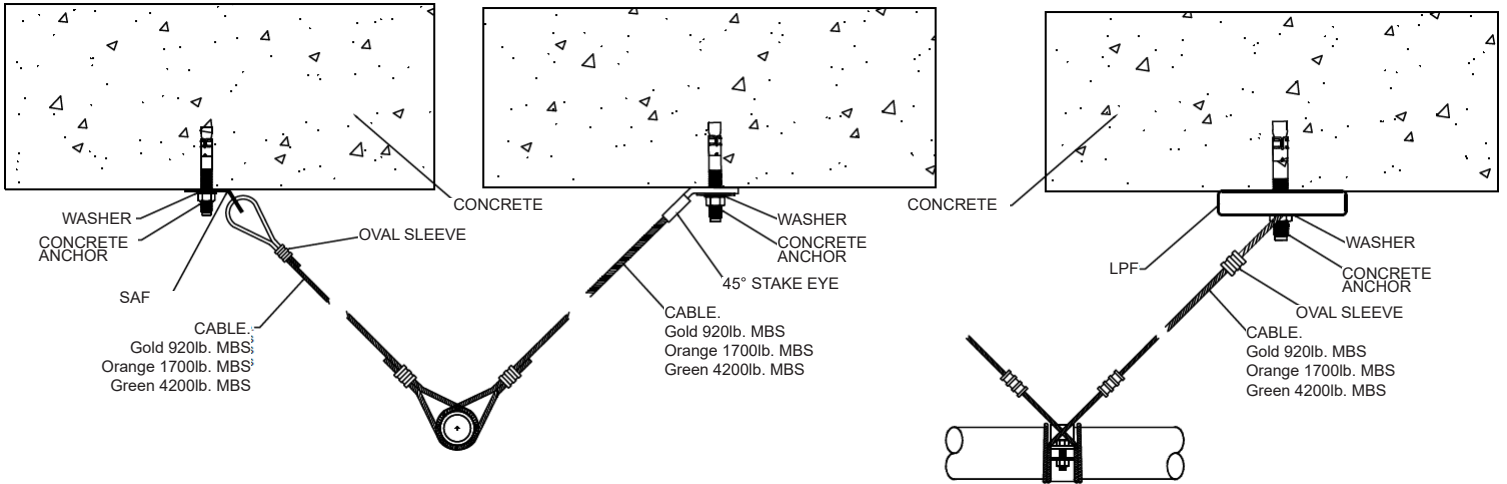 WASHER
CONCRETE
ANCHOR
SAF
OVAL SLEEVE
CONCRETE
CABLE.
Gold 920lb. MBS
Orange 1700lb. MBS
Green 4200lb. MBS
WASHER
CONCRETE
ANCHOR
45° STAKE EYE
CABLE.
Gold 920lb. MBS
Orange 1700lb. MBS
Green 4200lb. MBS
CONCRETE
LPF
WASHER
CONCRETE
ANCHOR
OVAL SLEEVE
CABLE.
Gold 920lb. MBS
Orange 1700lb. MBS
Green 4200lb. MBS